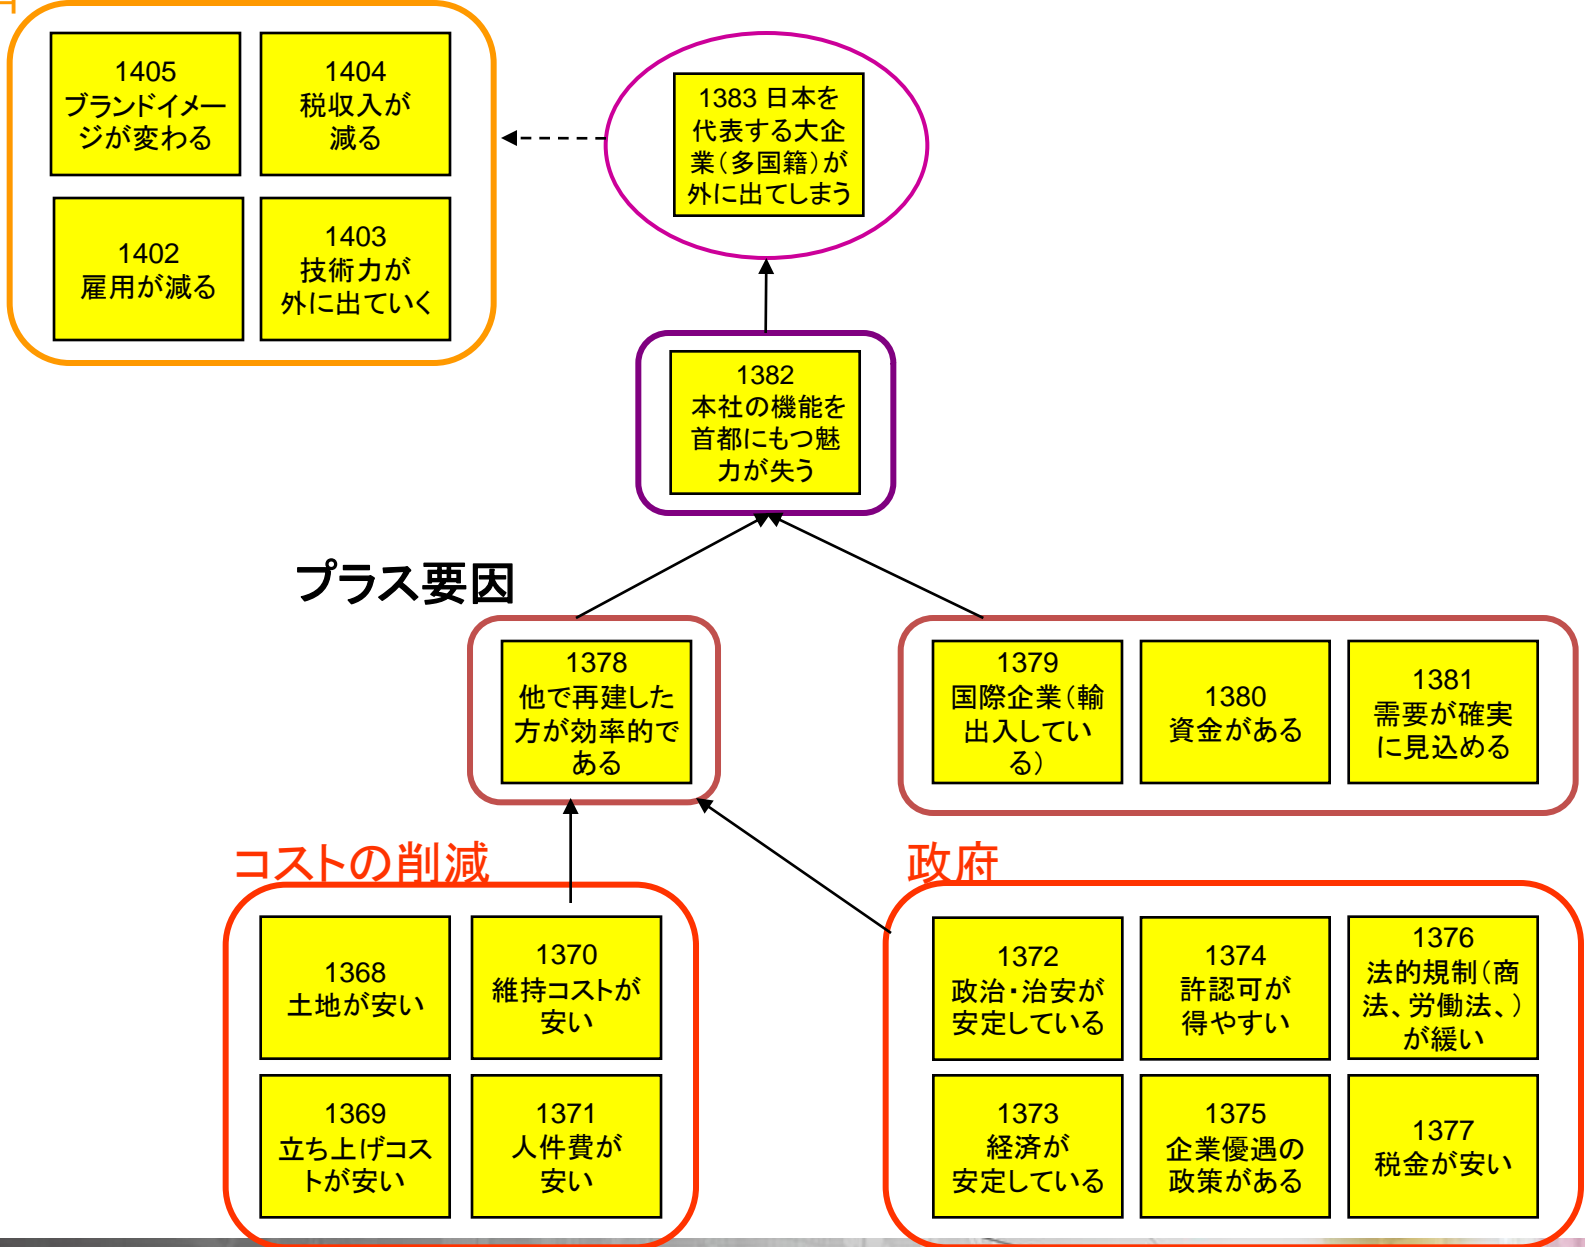 1405
ブランドイメー
ジが変わる
1404
税収入が
減る
1402
雇用が減る
1403
技術力が
外に出ていく
1383 日本を
代表する大企
業(多国籍)が
外に出てしまう
1382
本社の機能を
首都にもつ魅
力が失う
プラス要因
1378
他で再建した
方が効率的で
ある
1379
国際企業(輸
出入してい
る)
1380
資金がある
1381
需要が確実
に見込める
コストの削減
1368
土地が安い
1370
維持コストが
安い
1369
立ち上げコス
トが安い
1371
人件費が
安い
政府
1372
政治・治安が
安定している
1374
許認可が
得やすい
1376
法的規制(商
法、労働法、)
が緩い
1373
経済が
安定している
1375
企業優遇の
政策がある
1377
税金が安い